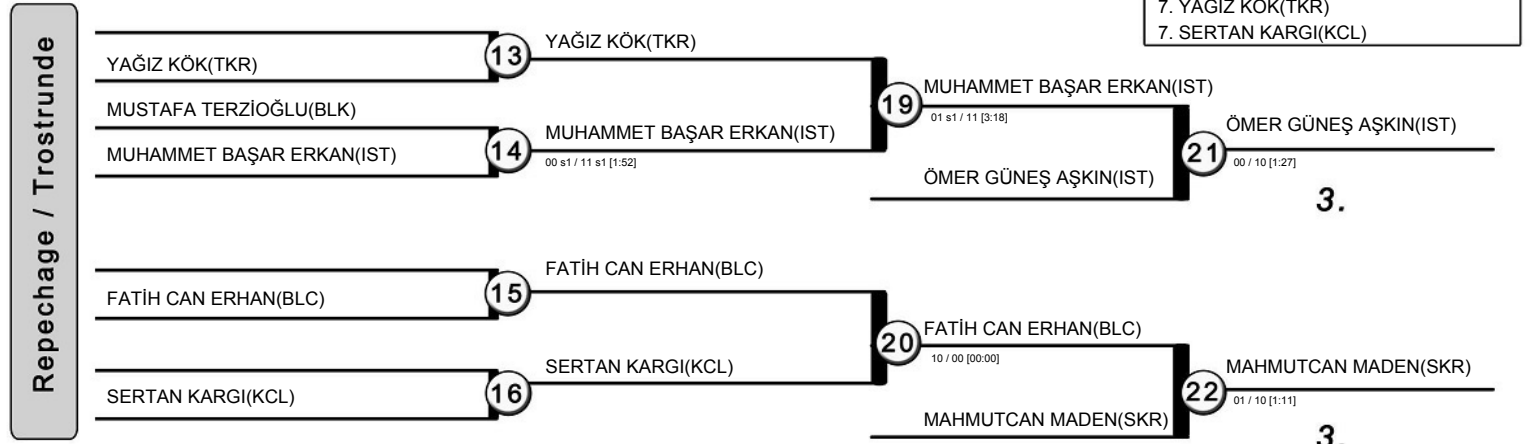 7. YAĞIZ KÖK(TKR)
7. SERTAN KARGI(KCL)
Repechage / Trostrunde
YAĞIZ KÖK(TKR)
13
YAĞIZ KÖK(TKR)
MUSTAFA TERZİOĞLU(BLK)
MUHAMMET BAŞAR ERKAN(IST)
14
MUHAMMET BAŞAR ERKAN(IST)
00 s1 / 11 s1 [1:52]
19
MUHAMMET BAŞAR ERKAN(IST)
01 s1 / 11 [3:18]
ÖMER GÜNEŞ AŞKIN(IST)
21
ÖMER GÜNEŞ AŞKIN(IST)
00 / 10 [1:27]
3.
FATİH CAN ERHAN(BLC)
15
FATİH CAN ERHAN(BLC)
SERTAN KARGI(KCL)
16
SERTAN KARGI(KCL)
20
FATİH CAN ERHAN(BLC)
10 / 00 [00:00]
MAHMUTCAN MADEN(SKR)
22
MAHMUTCAN MADEN(SKR)
01 / 10 [1:11]
3.